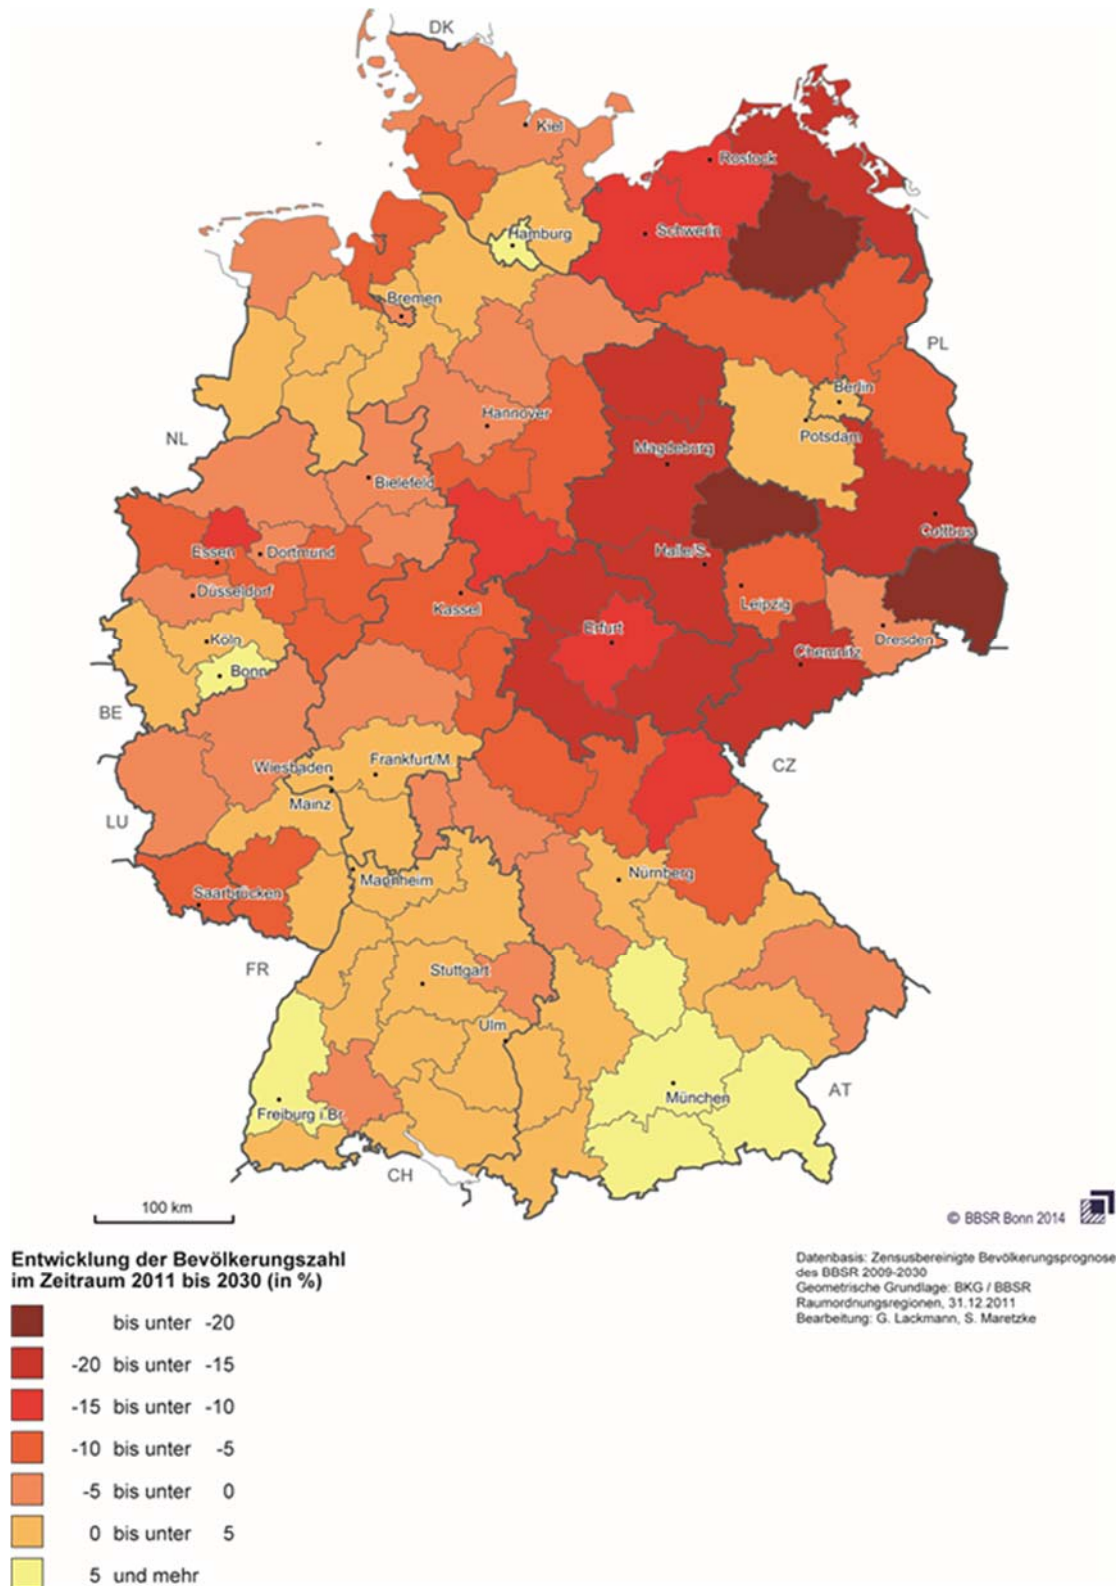 DK
Kiel
Rostock
Hamburg
Schwerin
Bremen
PL
Berlin
Hannover
NL
Potsdam
Magdeburg
Bielefeld
Cottbus
Essen
Dortmund
Halle/S.
Düsseldorf
Leipzig
Kassel
Erfurt
Köln
Dresden
Chemnitz
Bonn
BE
Wiesbaden
Frankfurt/M.
CZ
Mainz
LU
Nürnberg
Mannheim
Saarbrücken
FR
Stuttgart
Ulm
AT
München
Freiburg i.Br.
CH
100 km
© BBSR Bonn 2014
Entwicklung der Bevölkerungszahl
im Zeitraum 2011 bis 2030 (in %)
bis unter -20
-20 bis unter -15
-15 bis unter -10
-10 bis unter -5
-5 bis unter 0
0 bis unter 5
5 und mehr
Datenbasis: Zensusbereinigte Bevölkerungsprognose
des BBSR 2009-2030
Geometrische Grundlage: BKG / BBSR
Raumordnungsregionen, 31.12.2011
Bearbeitung: G. Lackmann, S. Maretzke